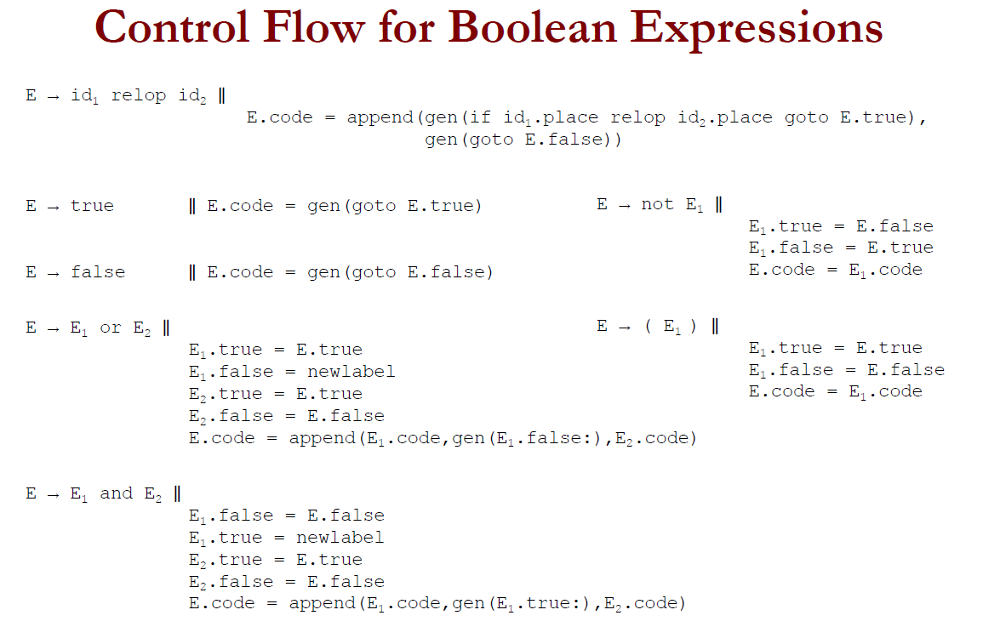 Control Flow for Boolean Expressions
E → id₁ relop id₂ ‖
E.code = append(gen(if id₁.place relop id₂.place goto E.true),
gen(goto E.false))
E → true ‖ E.code = gen(goto E.true)
E → false ‖ E.code = gen(goto E.false)
E → not E₁ ‖
E₁.true = E.false
E₁.false = E.true
E.code = E₁.code
E → E₁ or E₂ ‖
E₁.true = E.true
E₁.false = newlabel
E₂.true = E.true
E₂.false = E.false
E.code = append(E₁.code,gen(E₁.false:),E₂.code)
E → ( E₁ ) ‖
E₁.true = E.true
E₁.false = E.false
E.code = E₁.code
E → E₁ and E₂ ‖
E₁.false = E.false
E₁.true = newlabel
E₂.true = E.true
E₂.false = E.false
E.code = append(E₁.code,gen(E₁.true:),E₂.code)